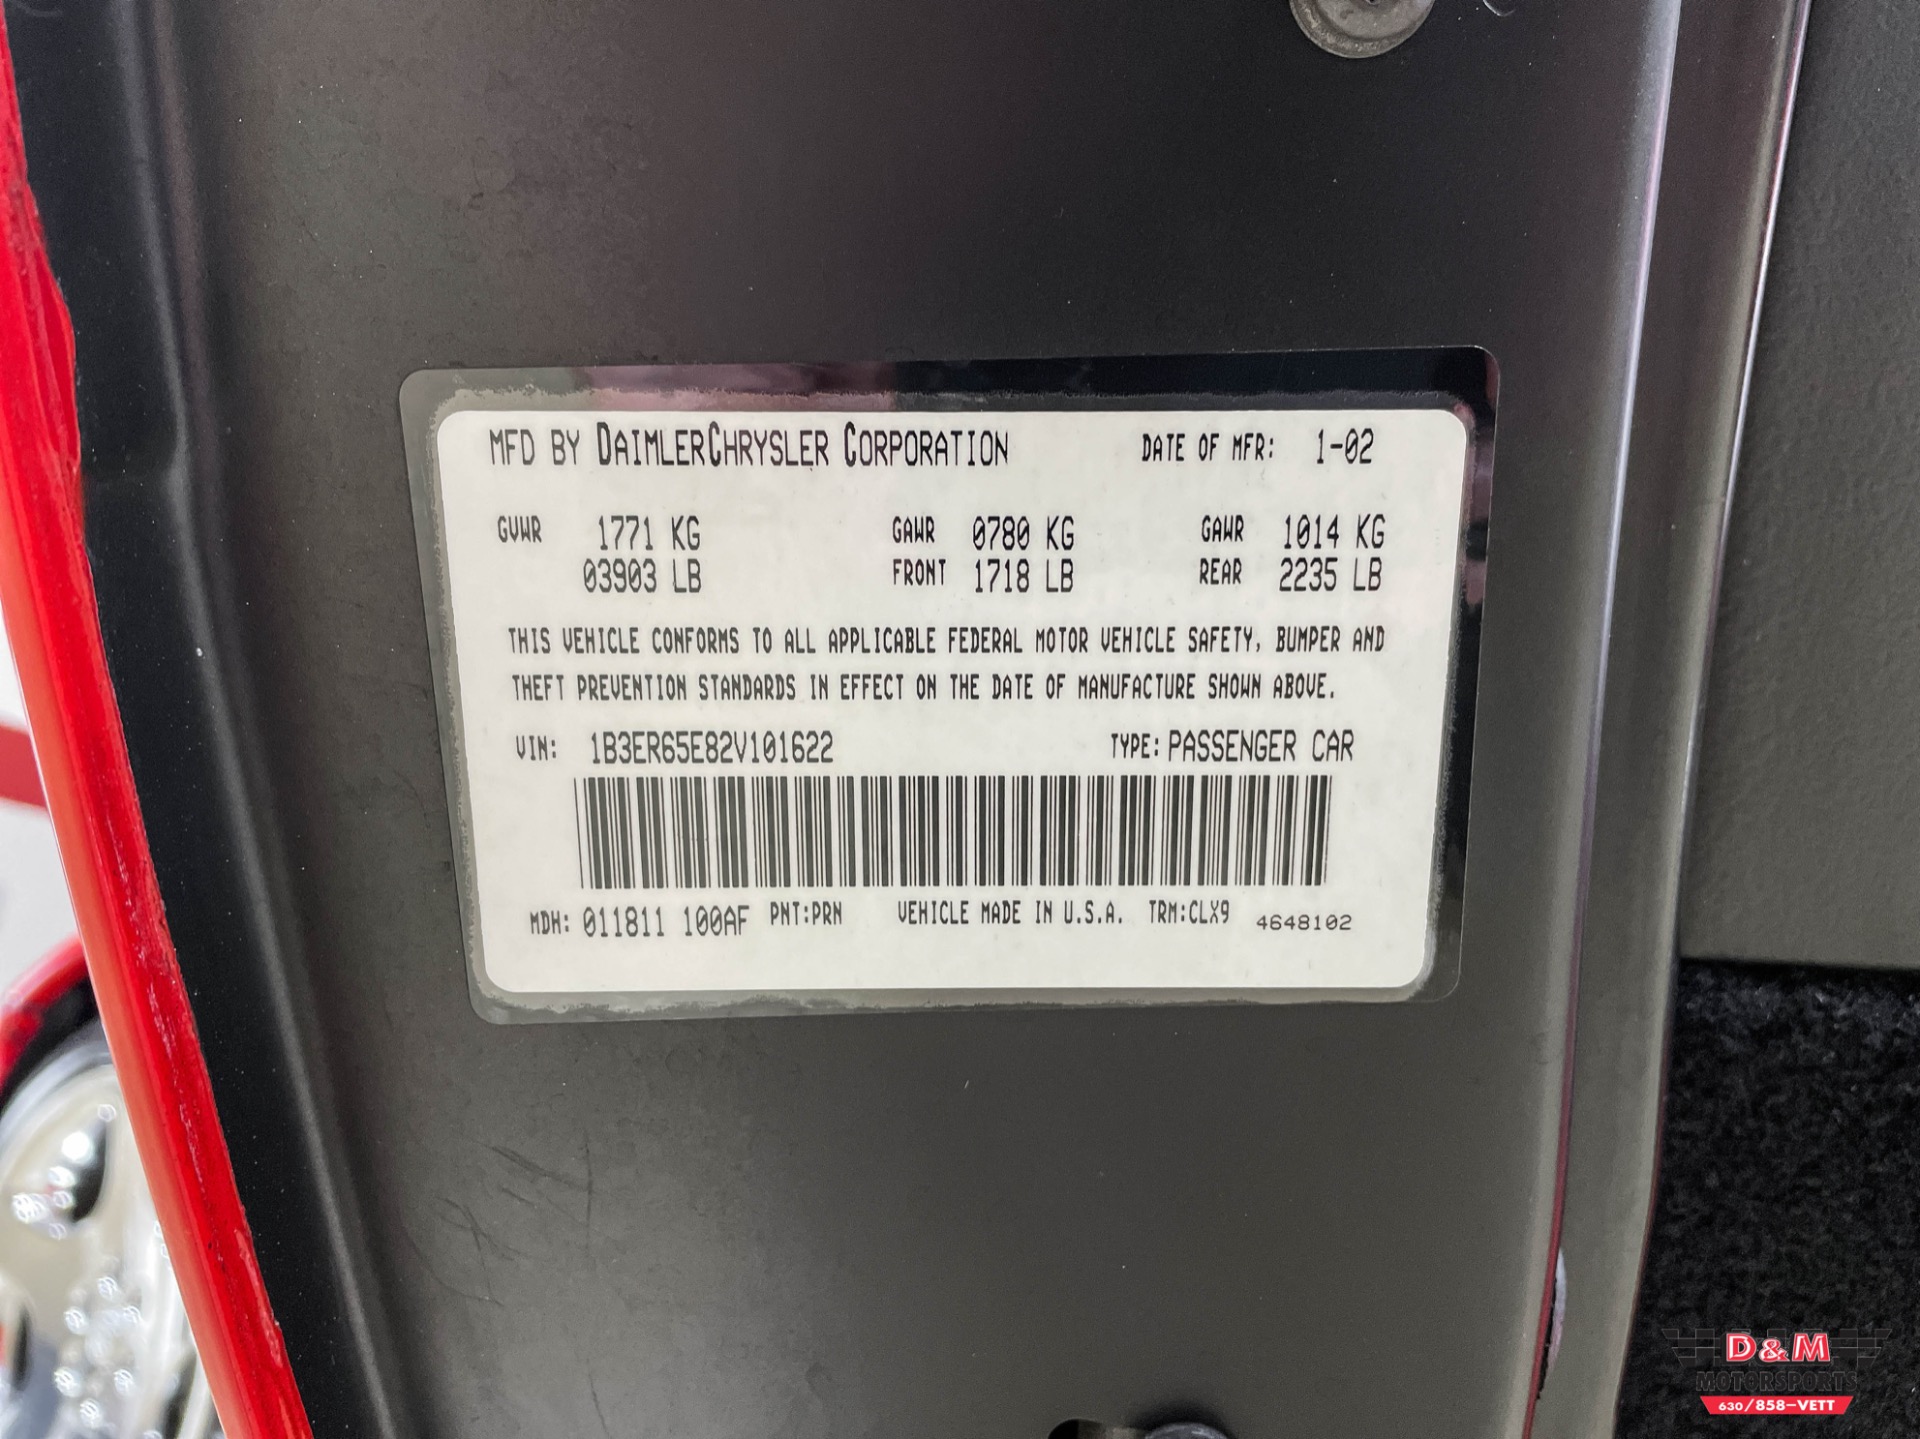 MFD BY DAIMLERCHRYSLER CORPORATION DATE OF MFR: 1-02
GVWR 1771 KG GAWR 0780 KG GAWR 1014 KG
03903 LB FRONT 1718 LB REAR 2235 LB
THIS VEHICLE CONFORMS TO ALL APPLICABLE FEDERAL MOTOR VEHICLE SAFETY, BUMPER AND
THEFT PREVENTION STANDARDS IN EFFECT ON THE DATE OF MANUFACTURE SHOWN ABOVE.
VIN: 1B3ER65E82V101622 TYPE: PASSENGER CAR
MDH: 011811 100AF PNT:PRN VEHICLE MADE IN U.S.A. TRM:CLX9 4648102
D&M
MOTORSPORTS
630/858-VETT